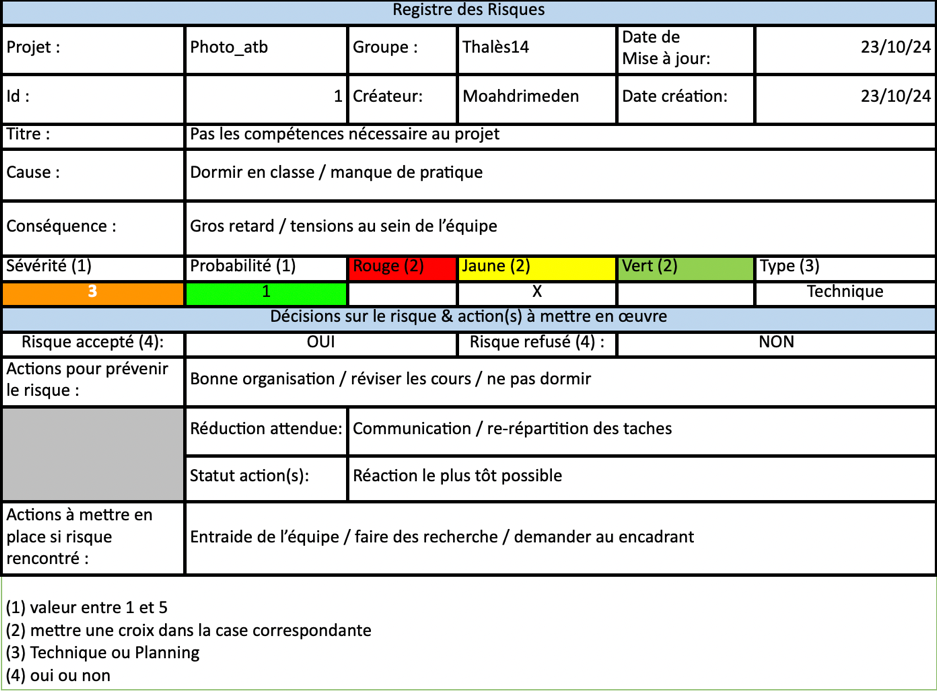 Registre des Risques
Projet : Photo_atb Groupe : Thalès14 Date de Mise à jour: 23/10/24
Id : 1 Créateur: Moahdrimeden Date création: 23/10/24
Titre : Pas les compétences nécessaire au projet
Cause : Dormir en classe / manque de pratique
Conséquence : Gros retard / tensions au sein de l’équipe
Sévérité (1) Probabilité (1) Rouge (2) Jaune (2) Vert (2) Type (3)
3 1 X Technique
Décisions sur le risque & action(s) à mettre en œuvre
Risque accepté (4): OUI Risque refusé (4) : NON
Actions pour prévenir
le risque :
Bonne organisation / réviser les cours / ne pas dormir
Réduction attendue: Communication / re-répartition des taches
Statut action(s): Réaction le plus tôt possible
Actions à mettre en
place si risque
rencontré :
Entraide de l’équipe / faire des recherche / demander au encadrant
(1) valeur entre 1 et 5
(2) mettre une croix dans la case correspondante
(3) Technique ou Planning
(4) oui ou non